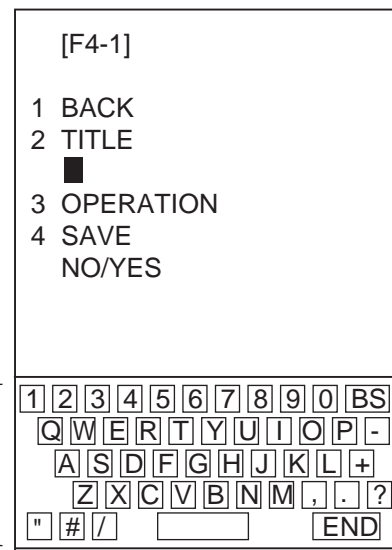 [F4-1]
1 BACK
2 TITLE
3 OPERATION
4 SAVE
NO/YES
1 2 3 4 5 6 7 8 9 0 BS
Q W E R T Y U I O P -
A S D F G H J K L +
Z X C V B N M , . ?
" # / END